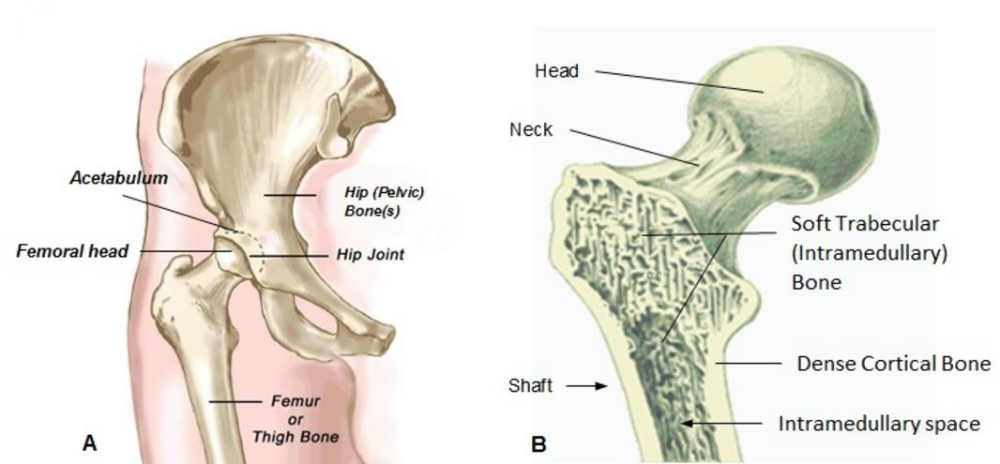 Acetabulum
Hip (Pelvic)
Bone(s)
Femoral head
Hip Joint
Femur
or
Thigh Bone
A
Head
Neck
Soft Trabecular
(Intramedullary)
Bone
Dense Cortical Bone
Shaft
Intramedullary space
B